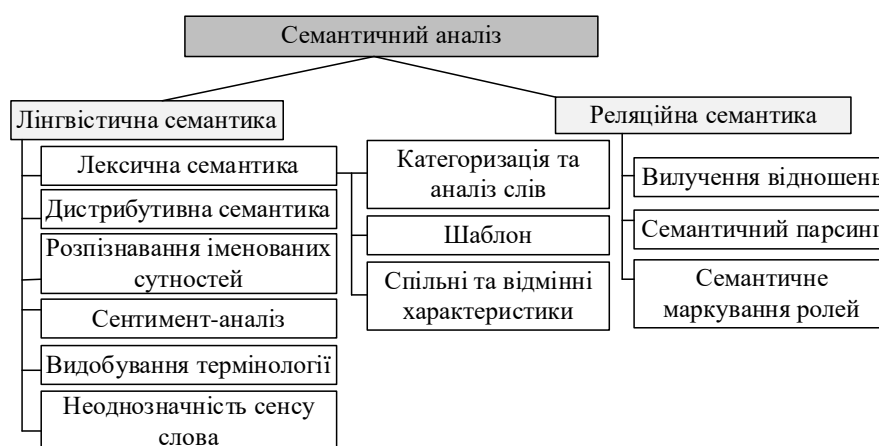 Семантичний аналіз
Лінгвістична семантика
Лексична семантика
Дистрибутивна семантика
Розпізнавання іменованих
сутностей
Сентимент-аналіз
Видобування термінології
Неоднозначність сенсу
слова
Категоризація та
аналіз слів
Шаблон
Спільні та відмінні
характеристики
Реляційна семантика
Вилучення відношень
Семантичний парсинг
Семантичне
маркування ролей